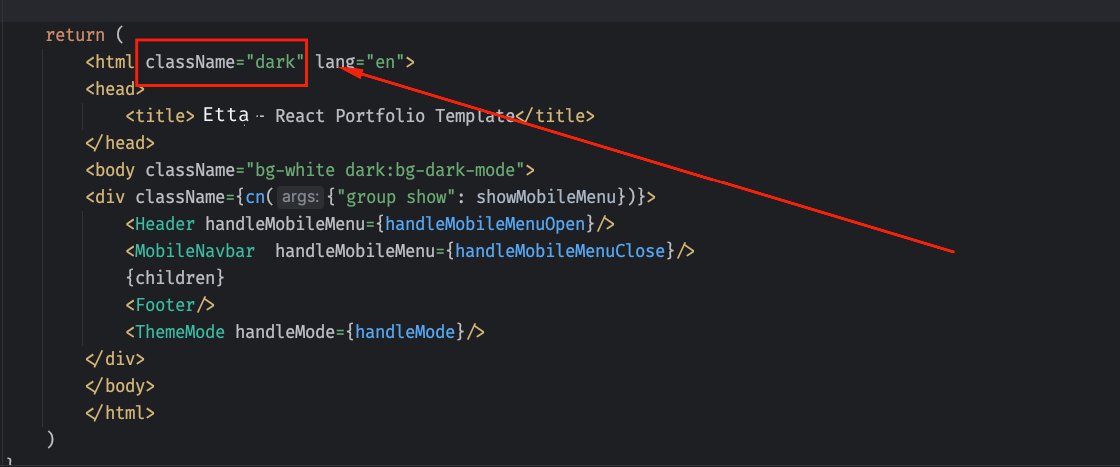 return (
<html className="dark" lang="en">
<head>
<title> Etta -- React Portfolio Template</title>
</head>
<body className="bg-white dark:bg-dark-mode">
<div className={cn( args: {"group show": showMobileMenu})}>
<Header handleMobileMenu={handleMobileMenuOpen}/>
<MobileNavbar  handleMobileMenu={handleMobileMenuClose}/>
{children}
<Footer/>
<ThemeMode handleMode={handleMode}/>
</div>
</body>
</html>
)
}